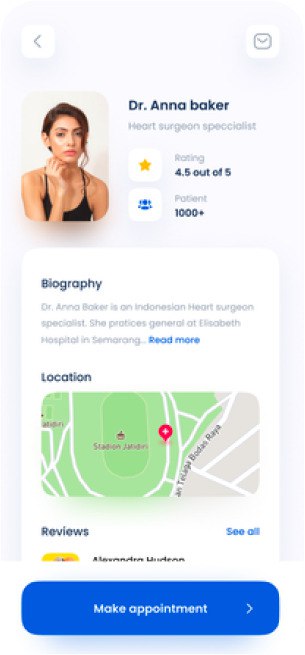 Dr. Anna baker
Heart surgeon speccialist
Rating
4.5 out of 5
Patient
1000+
Biography
Dr. Anna Baker is an Indonesian Heart surgeon
specialist. She pratices general at Elisabeth
Hospital in Semarang... Read more
Location
Jatidiri
Stadion Jatidiri
an Telaga Bodas Raya
Reviews
See all
Alexandra Hudson
Make appointment